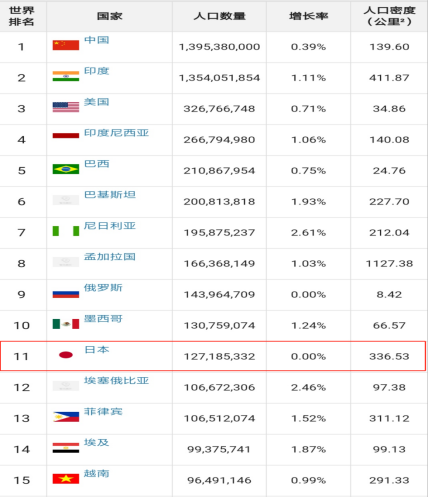 世界排名 国家 人口数量 增长率 人口密度（公里²）
1 中国 1,395,380,000 0.39% 139.60
2 印度 1,354,051,854 1.11% 411.87
3 美国 326,766,748 0.71% 34.86
4 印度尼西亚 266,794,980 1.06% 140.08
5 巴西 210,867,954 0.75% 24.76
6 巴基斯坦 200,813,818 1.93% 227.70
7 尼日利亚 195,875,237 2.61% 212.04
8 孟加拉国 166,368,149 1.03% 1127.38
9 俄罗斯 143,964,709 0.00% 8.42
10 墨西哥 130,759,074 1.24% 66.57
11 日本 127,185,332 0.00% 336.53
12 埃塞俄比亚 106,672,306 2.46% 97.38
13 菲律宾 106,512,074 1.52% 311.12
14 埃及 99,375,741 1.87% 99.13
15 越南 96,491,146 0.99% 291.33